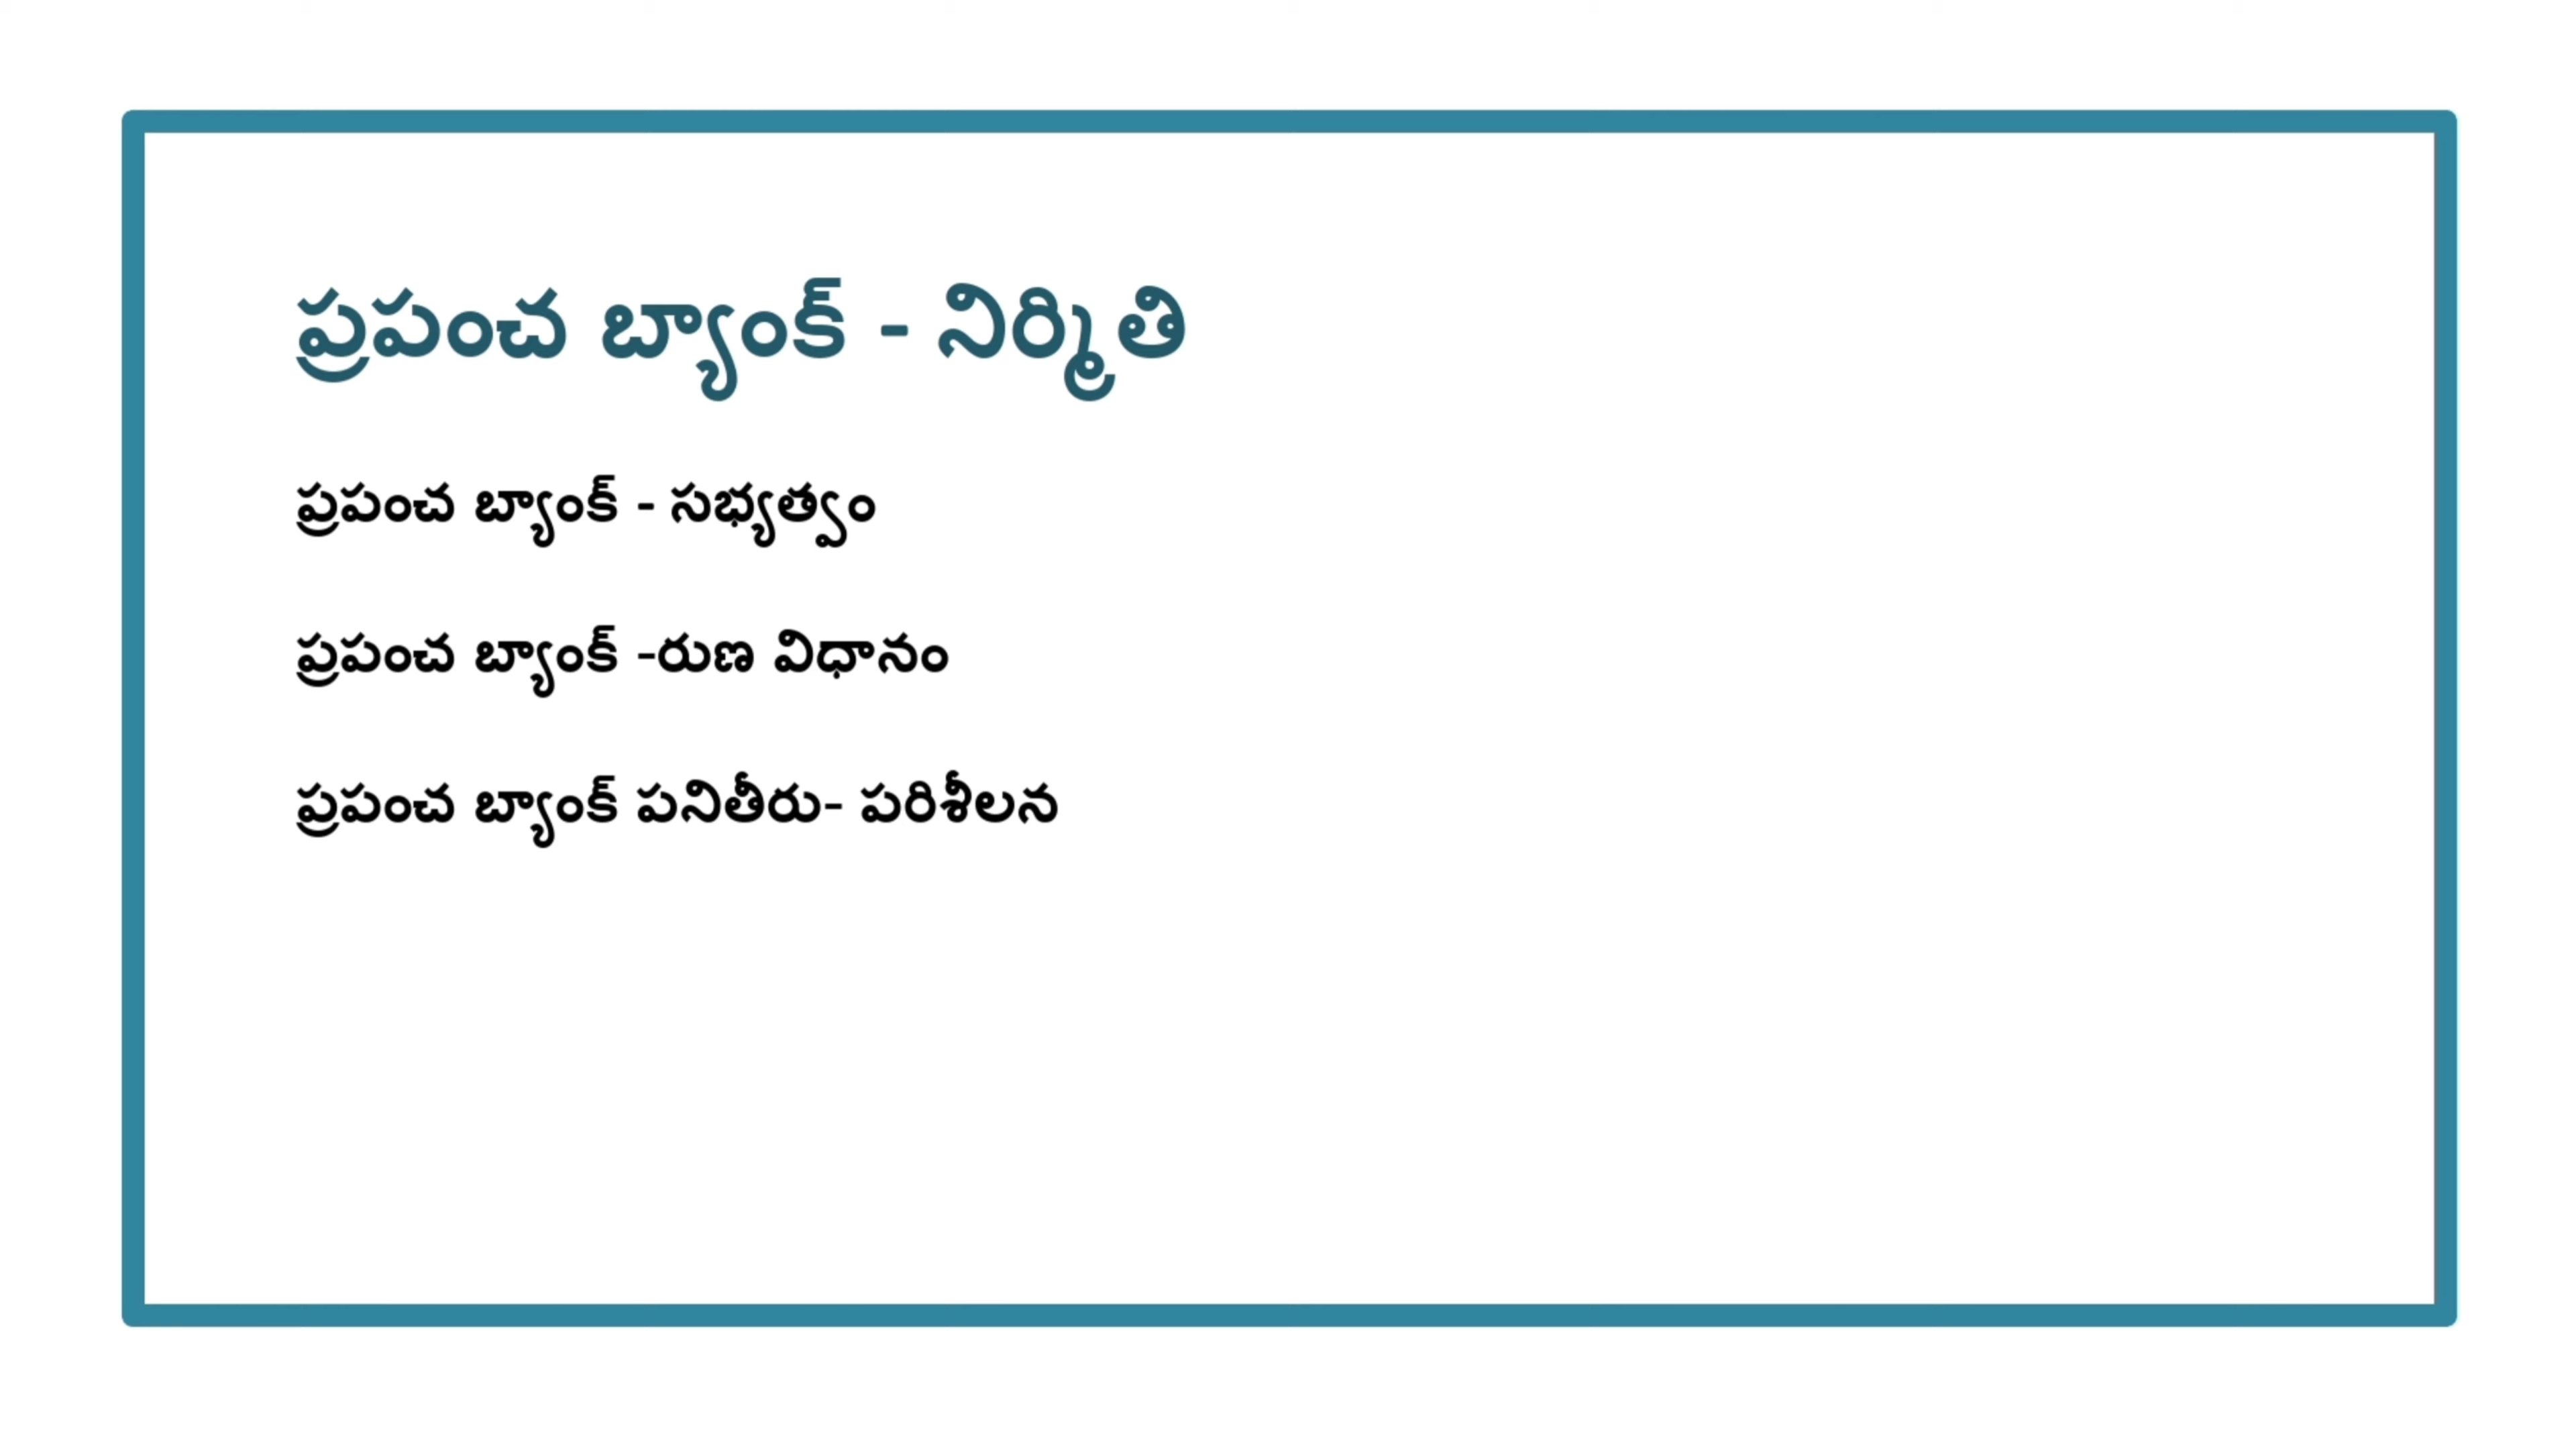 ప్రపంచ బ్యాంక్ - నిర్మితి
ప్రపంచ బ్యాంక్ - సభ్యత్వం
ప్రపంచ బ్యాంక్ -రుణ విధానం
ప్రపంచ బ్యాంక్ పనితీరు- పరిశీలన